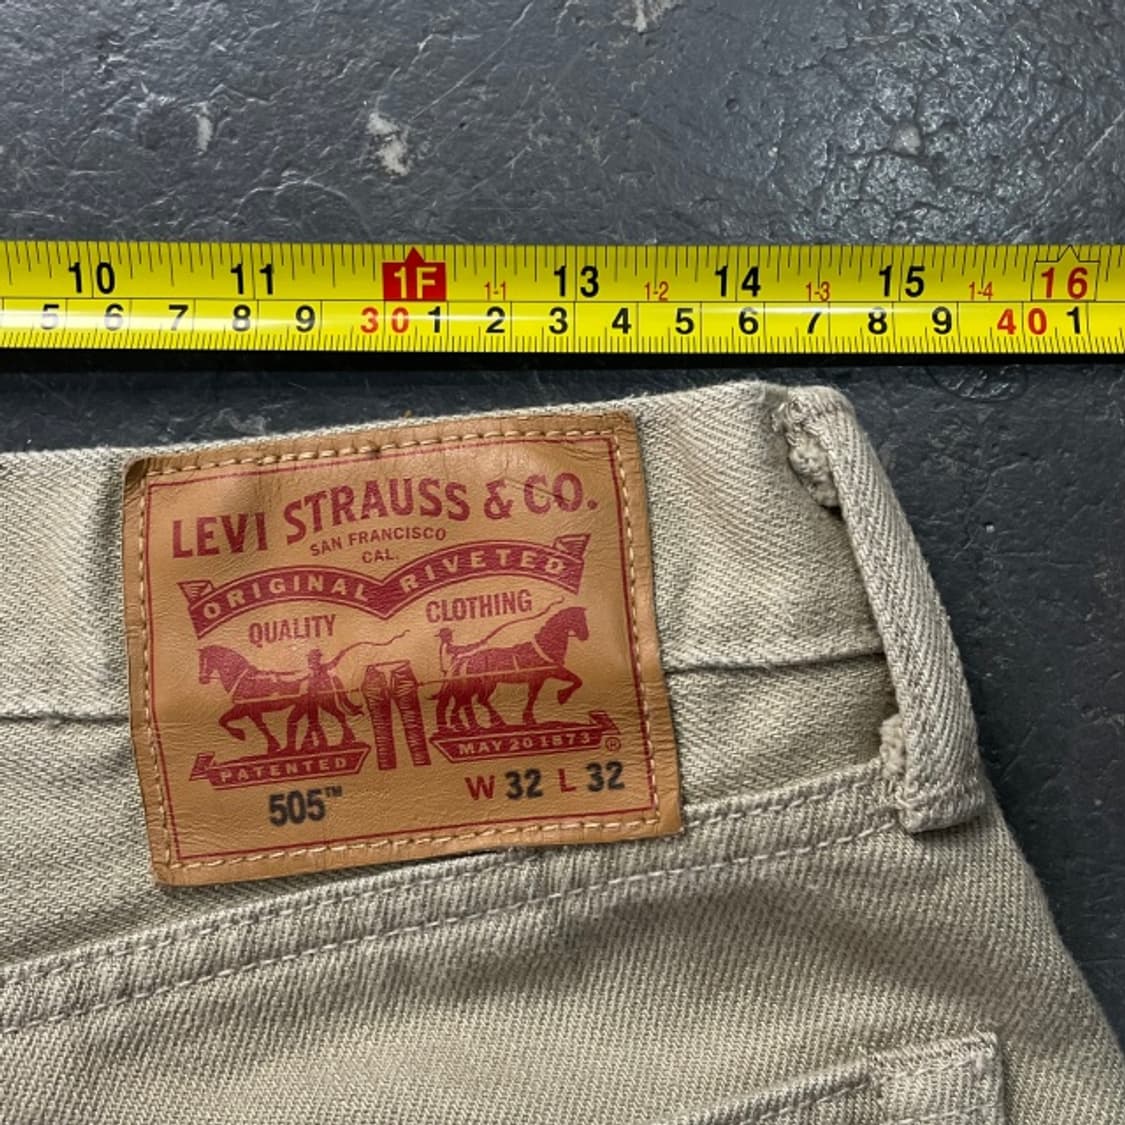 10 11 1F 1-1 13 1-2 14 1-3 15 1-4 16
5 6 7 8 9 30 1 2 3 4 5 6 7 8 9 40 1
LEVI STRAUSS & CO.
SAN FRANCISCO
CAL.
ORIGINAL RIVETED
QUALITY CLOTHING
PATENTED MAY 20 1873 ®
505™ W 32 L 32